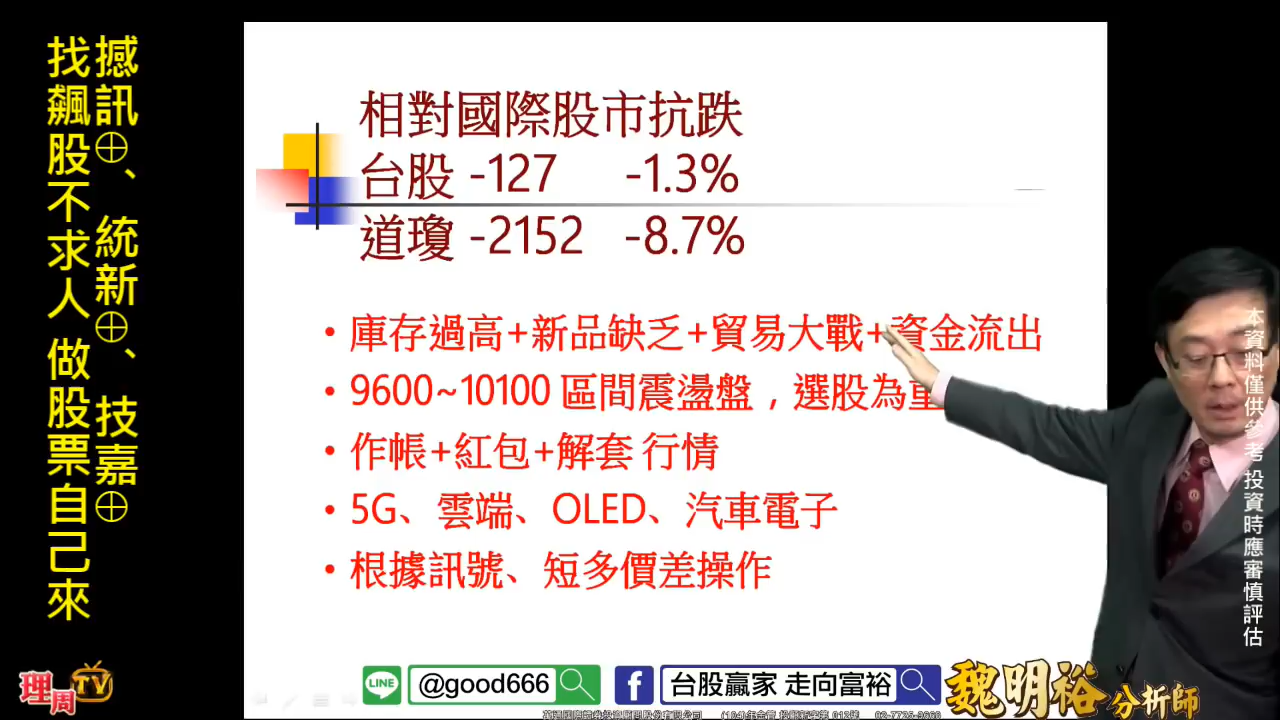 撼訊⊕、統新⊕、技嘉⊕
找飆股不求人 做股票自己來
相對國際股市抗跌
台股 -127 -1.3%
道瓊 -2152 -8.7%
• 庫存過高+新品缺乏+貿易大戰+資金流出
• 9600~10100 區間震盪盤，選股為重
• 作帳+紅包+解套 行情
• 5G、雲端、OLED、汽車電子
• 根據訊號、短多價差操作
本資料僅供參考 投資時應審慎評估
理周TV
LINE @good666
f 台股贏家 走向富裕
魏明裕分析師